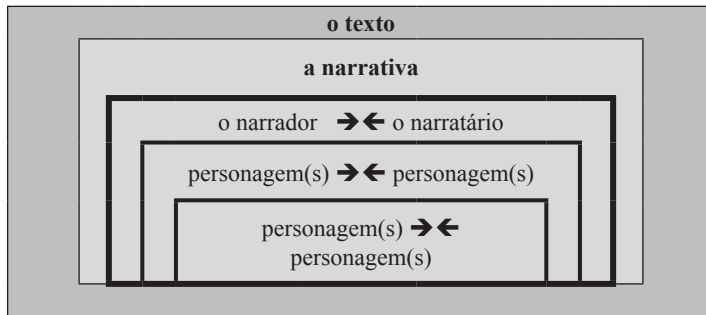 o texto
a narrativa
o narrador ➔🡰 o narratário
personagem(s) ➔🡰 personagem(s)
personagem(s) ➔🡰
personagem(s)